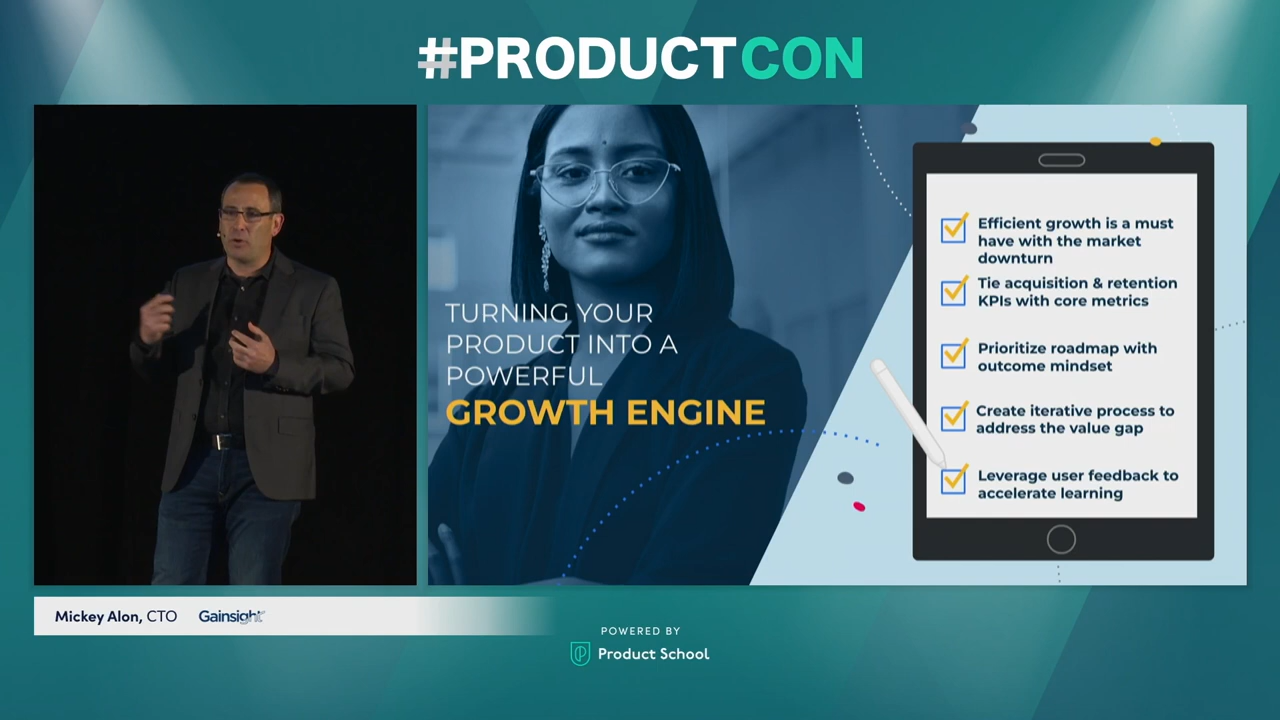 #PRODUCTCON
TURNING YOUR
PRODUCT INTO A
POWERFUL
GROWTH ENGINE
Efficient growth is a must
have with the market
downturn
Tie acquisition & retention
KPIs with core metrics
Prioritize roadmap with
outcome mindset
Create iterative process to
address the value gap
Leverage user feedback to
accelerate learning
Mickey Alon, CTO Gainsight
POWERED BY
Product School